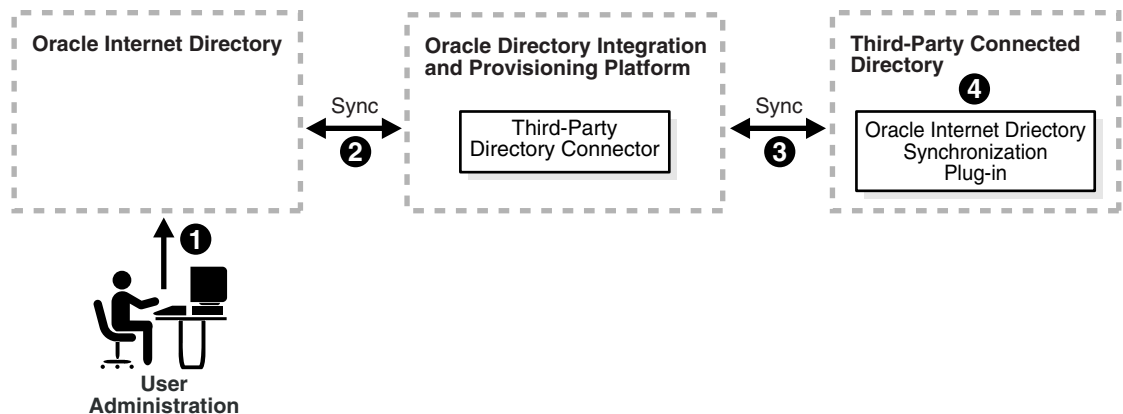 Oracle Internet Directory
Oracle Directory Integration
and Provisioning Platform
Third-Party Connected
Directory
4
Sync
2
Third-Party
Directory Connector
Sync
3
Oracle Internet Driectory
Synchronization
Plug-in
1
User
Administration